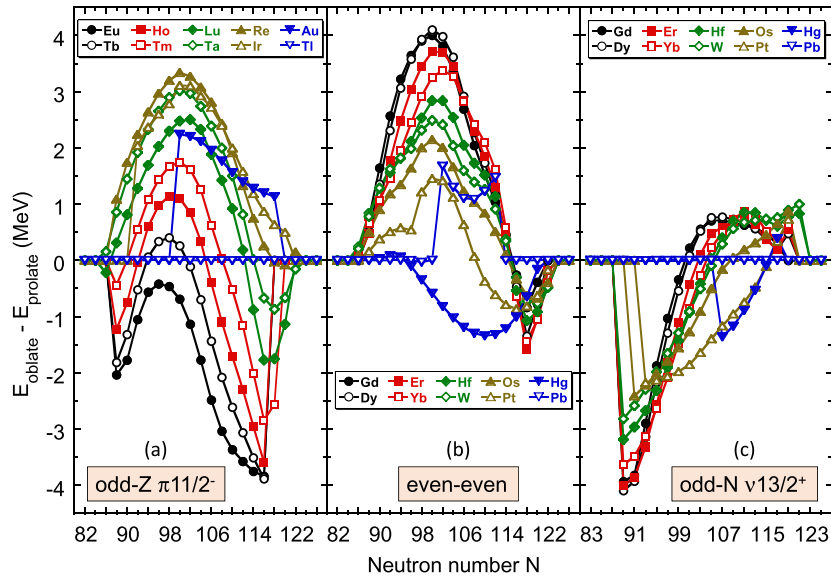 Eu Ho Lu Re Au
Tb Tm Ta Ir Tl
Gd Er Hf Os Hg
Dy Yb W Pt Pb
4
3
2
1
0
-1
-2
-3
-4
E_oblate - E_prolate (MeV)
Gd Er Hf Os Hg
Dy Yb W Pt Pb
(a)
(b)
(c)
odd-Z π11/2⁻
even-even
odd-N ν13/2⁺
82 90 98 106 114 122
82 90 98 106 114 122
83 91 99 107 115 123
Neutron number N